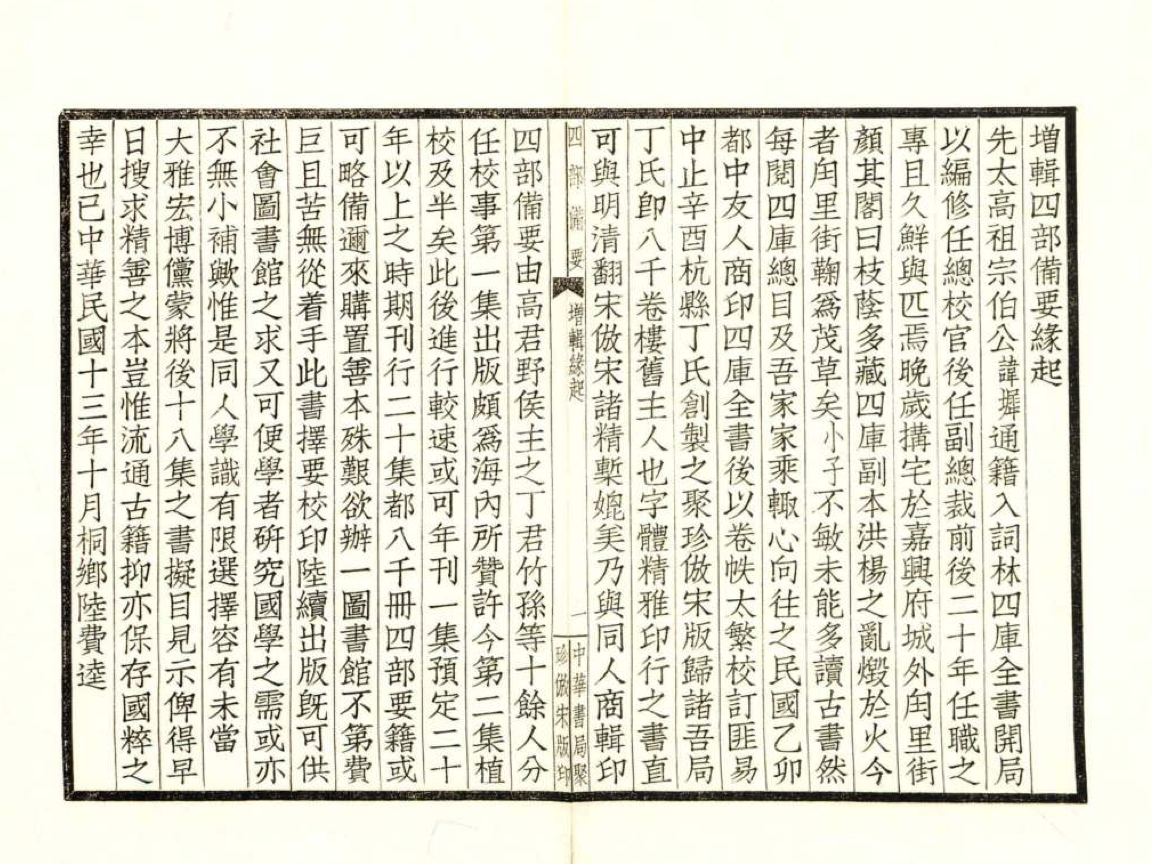 增輯四部備要緣起
先太高祖宗伯公諱墀通籍入詞林四庫全書開局
以編修任總校官後任副總裁前後二十年任職之
專且久鮮與匹焉晚歲搆宅於嘉興府城外甪里街
顏其閣曰枝蔭多藏四庫副本洪楊之亂燬於火今
者甪里街鞠爲茂草矣小子不敏未能多讀古書然
每閱四庫總目及吾家家乘輒心向往之民國乙卯
都中友人商印四庫全書後以卷帙太繁校訂匪易
中止辛酉杭縣丁氏創製之聚珍倣宋版歸諸吾局
丁氏卽八千卷樓舊主人也字體精雅印行之書直
可與明清翻宋倣宋諸精槧媲美乃與同人商輯印
四部備要
增輯緣起
一
中華書局聚
珍倣宋版印
四部備要由高君野侯主之丁君竹孫等十餘人分
任校事第一集出版頗爲海內所贊許今第二集植
校及半矣此後進行較速或可年刊一集預定二十
年以上之時期刊行二十集都八千冊四部要籍或
可略備邇來購置善本殊艱欲辦一圖書館不第費
巨且苦無從着手此書擇要校印陸續出版旣可供
社會圖書館之求又可便學者硏究國學之需或亦
不無小補歟惟是同人學識有限選擇容有未當
大雅宏博儻蒙將後十八集之書擬目見示俾得早
日搜求精善之本豈惟流通古籍抑亦保存國粹之
幸也已中華民國十三年十月桐鄉陸費逵